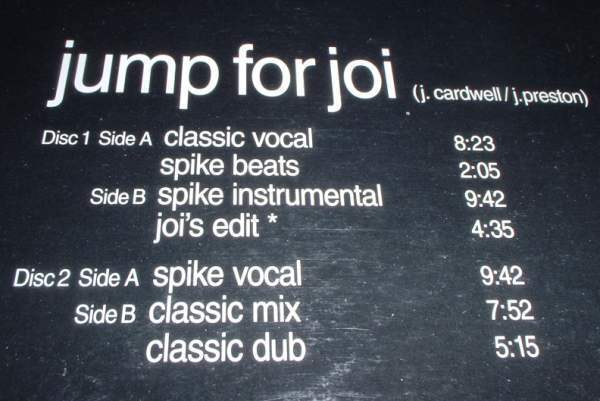 jump for joi (j. cardwell/j.preston)
Disc 1 Side A classic vocal 8:23
spike beats 2:05
Side B spike instrumental 9:42
joi's edit * 4:35
Disc 2 Side A spike vocal 9:42
Side B classic mix 7:52
classic dub 5:15